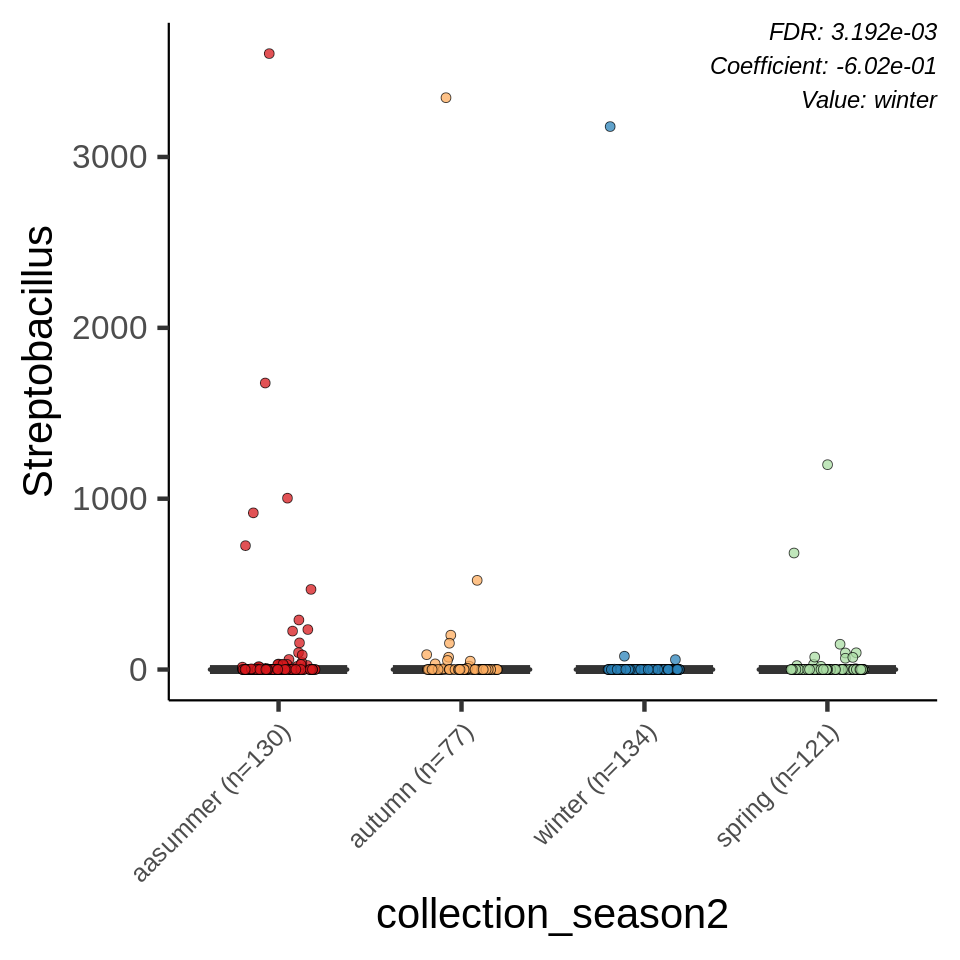 FDR: 3.192e-03
Coefficient: -6.02e-01
Value: winter
Streptobacillus
3000
2000
1000
0
aasummer (n=130)
autumn (n=77)
winter (n=134)
spring (n=121)
collection_season2